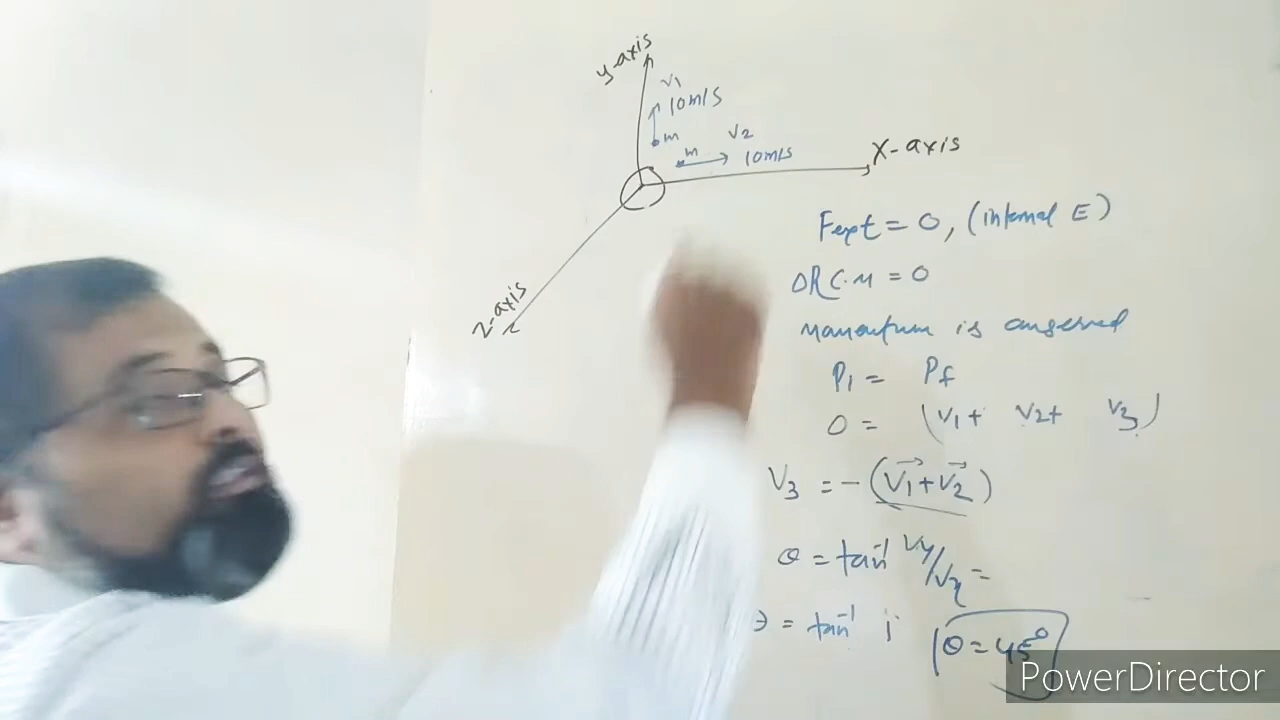 y-axis
V1
10m/s
m
V2
m
10m/s
X-axis
Z-axis
Fext = 0, (internal E)
OR C.M = 0
Momentum is conserved
Pi = Pf
0 = (V1 + V2 + V3)
V3 = -(V1 + V2)
θ = tan⁻¹ Vy/Vx =
θ = tan⁻¹ 1
θ = 45°
PowerDirector